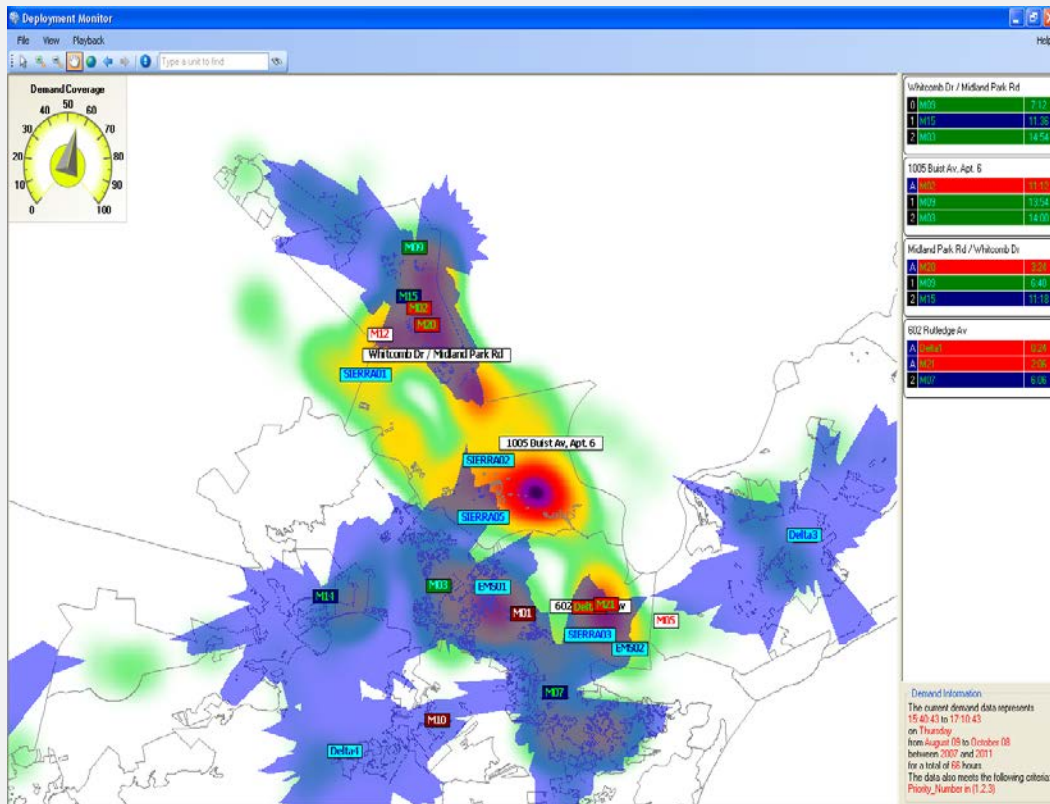 Deployment Monitor
File View Playback
Help
Type a unit to find
Demand Coverage
0 10 20 30 40 50 60 70 80 90 100
M09
M15
M02
M20
M12
Whitcomb Dr / Midland Park Rd
SIERRA01
1005 Buist Av, Apt. 6
SIERRA02
SIERRA05
Delta3
M14
M03
EMS01
M01
602
M21
M05
SIERRA03
EMS02
M07
M10
Delta4
Whitcomb Dr / Midland Park Rd
0 M09 7:12
1 M15 11:36
2 M03 14:54
1005 Buist Av, Apt. 6
A M02 11:12
1 M09 13:54
2 M03 14:00
Midland Park Rd / Whitcomb Dr
A M20 3:24
1 M09 6:48
2 M15 11:18
602 Rutledge Av
A Delta1 0:24
A M21 2:06
2 M07 6:06
Demand Information
The current demand data represents
15:40:43 to 17:10:43
on Thursday
from August 09 to October 08
between 2007 and 2011
for a total of 66 hours
The data also meets the following criteria:
Priority_Number in (1,2,3)